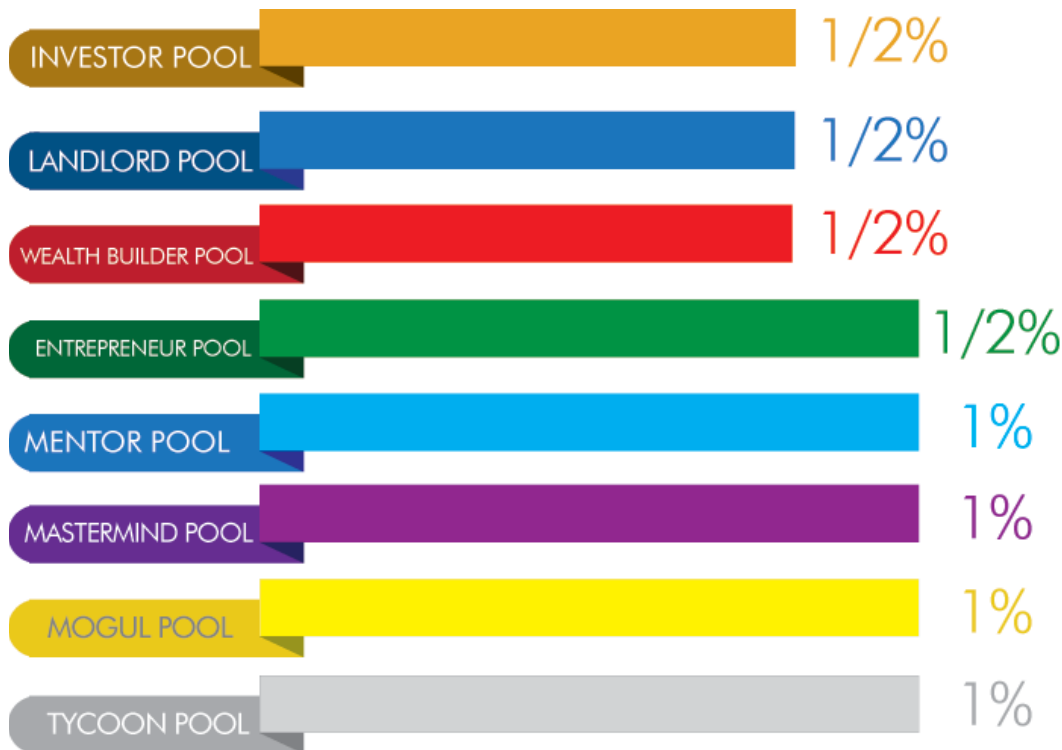 INVESTOR POOL 1/2%
LANDLORD POOL 1/2%
WEALTH BUILDER POOL 1/2%
ENTREPRENEUR POOL 1/2%
MENTOR POOL 1%
MASTERMIND POOL 1%
MOGUL POOL 1%
TYCOON POOL 1%